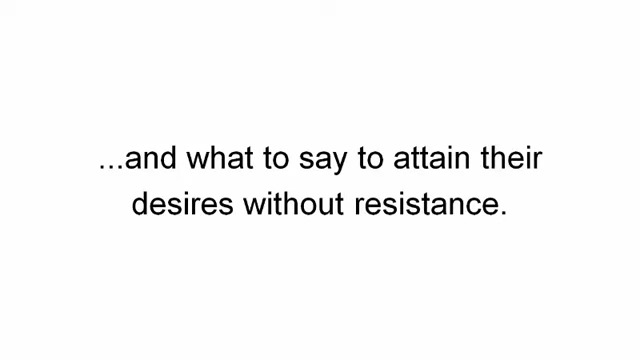 ...and what to say to attain their
desires without resistance.